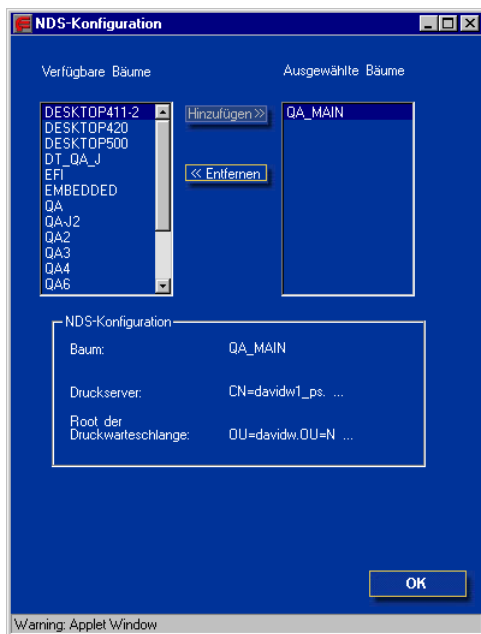 NDS-Konfiguration
Verfügbare Bäume
Ausgewählte Bäume
DESKTOP411-2
DESKTOP420
DESKTOP500
DT_QA_J
EFI
EMBEDDED
QA
QA-J2
QA2
QA3
QA4
QA6
Hinzufügen >>
<< Entfernen
QA_MAIN
NDS-Konfiguration
Baum: QA_MAIN
Druckserver: CN=davidw1_ps. ...
Root der
Druckwarteschlange: OU=davidw.OU=N ...
OK
Warning: Applet Window